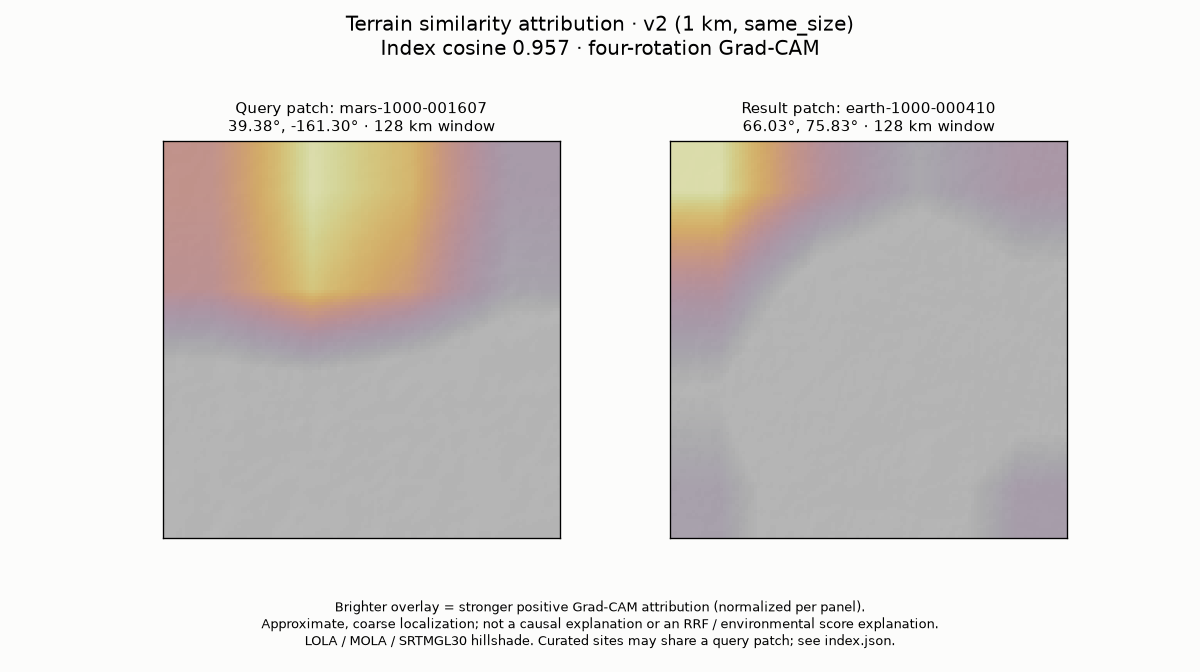 Terrain similarity attribution · v2 (1 km, same_size)
Index cosine 0.957 · four-rotation Grad-CAM
Query patch: mars-1000-001607
39.38°, -161.30° · 128 km window
Result patch: earth-1000-000410
66.03°, 75.83° · 128 km window
Brighter overlay = stronger positive Grad-CAM attribution (normalized per panel).
Approximate, coarse localization; not a causal explanation or an RRF / environmental score explanation.
LOLA / MOLA / SRTMGL30 hillshade. Curated sites may share a query patch; see index.json.